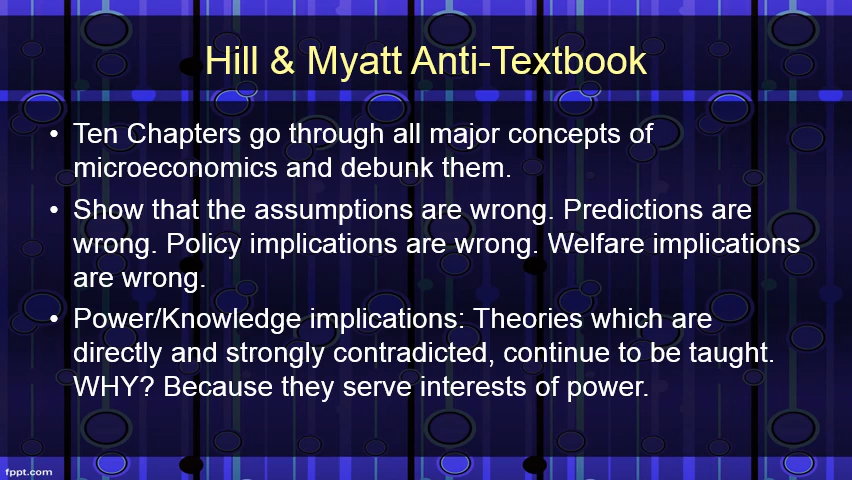 Hill & Myatt Anti-Textbook
• Ten Chapters go through all major concepts of
microeconomics and debunk them.
• Show that the assumptions are wrong. Predictions are
wrong. Policy implications are wrong. Welfare implications
are wrong.
• Power/Knowledge implications: Theories which are
directly and strongly contradicted, continue to be taught.
WHY? Because they serve interests of power.
fppt.com